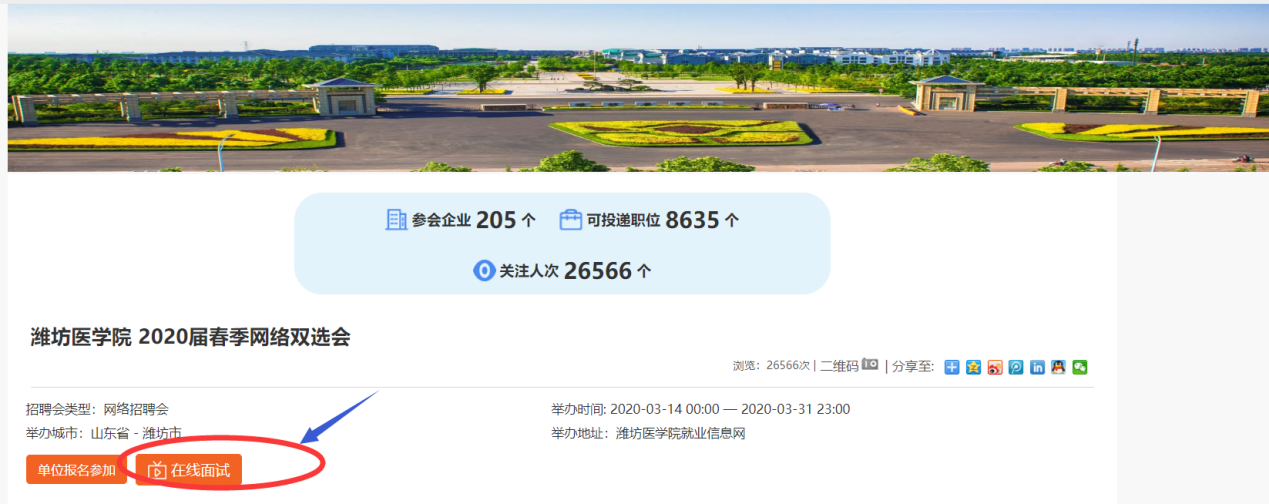 参会企业 205 个 可投递职位 8635 个
关注人次 26566 个
潍坊医学院 2020届春季网络双选会
浏览：26566次 | 二维码 | 分享至:
招聘会类型：网络招聘会 举办时间: 2020-03-14 00:00 — 2020-03-31 23:00
举办城市：山东省 - 潍坊市 举办地址：潍坊医学院就业信息网
单位报名参加 在线面试